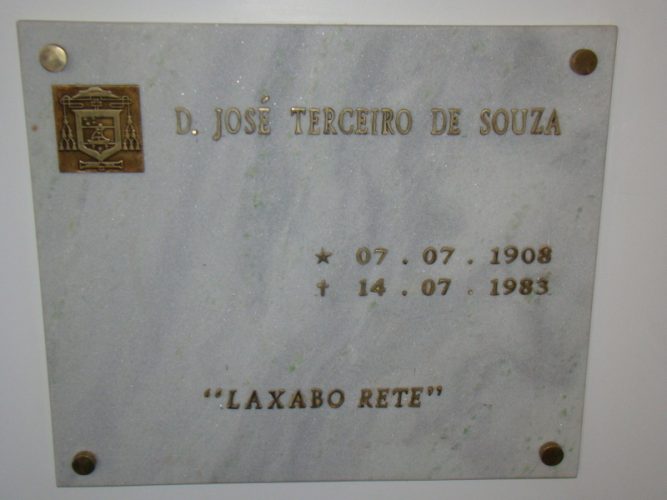 D. JOSÉ TERCEIRO DE SOUZA
★ 07 . 07 . 1908
✝ 14 . 07 . 1983
“LAXABO RETE”